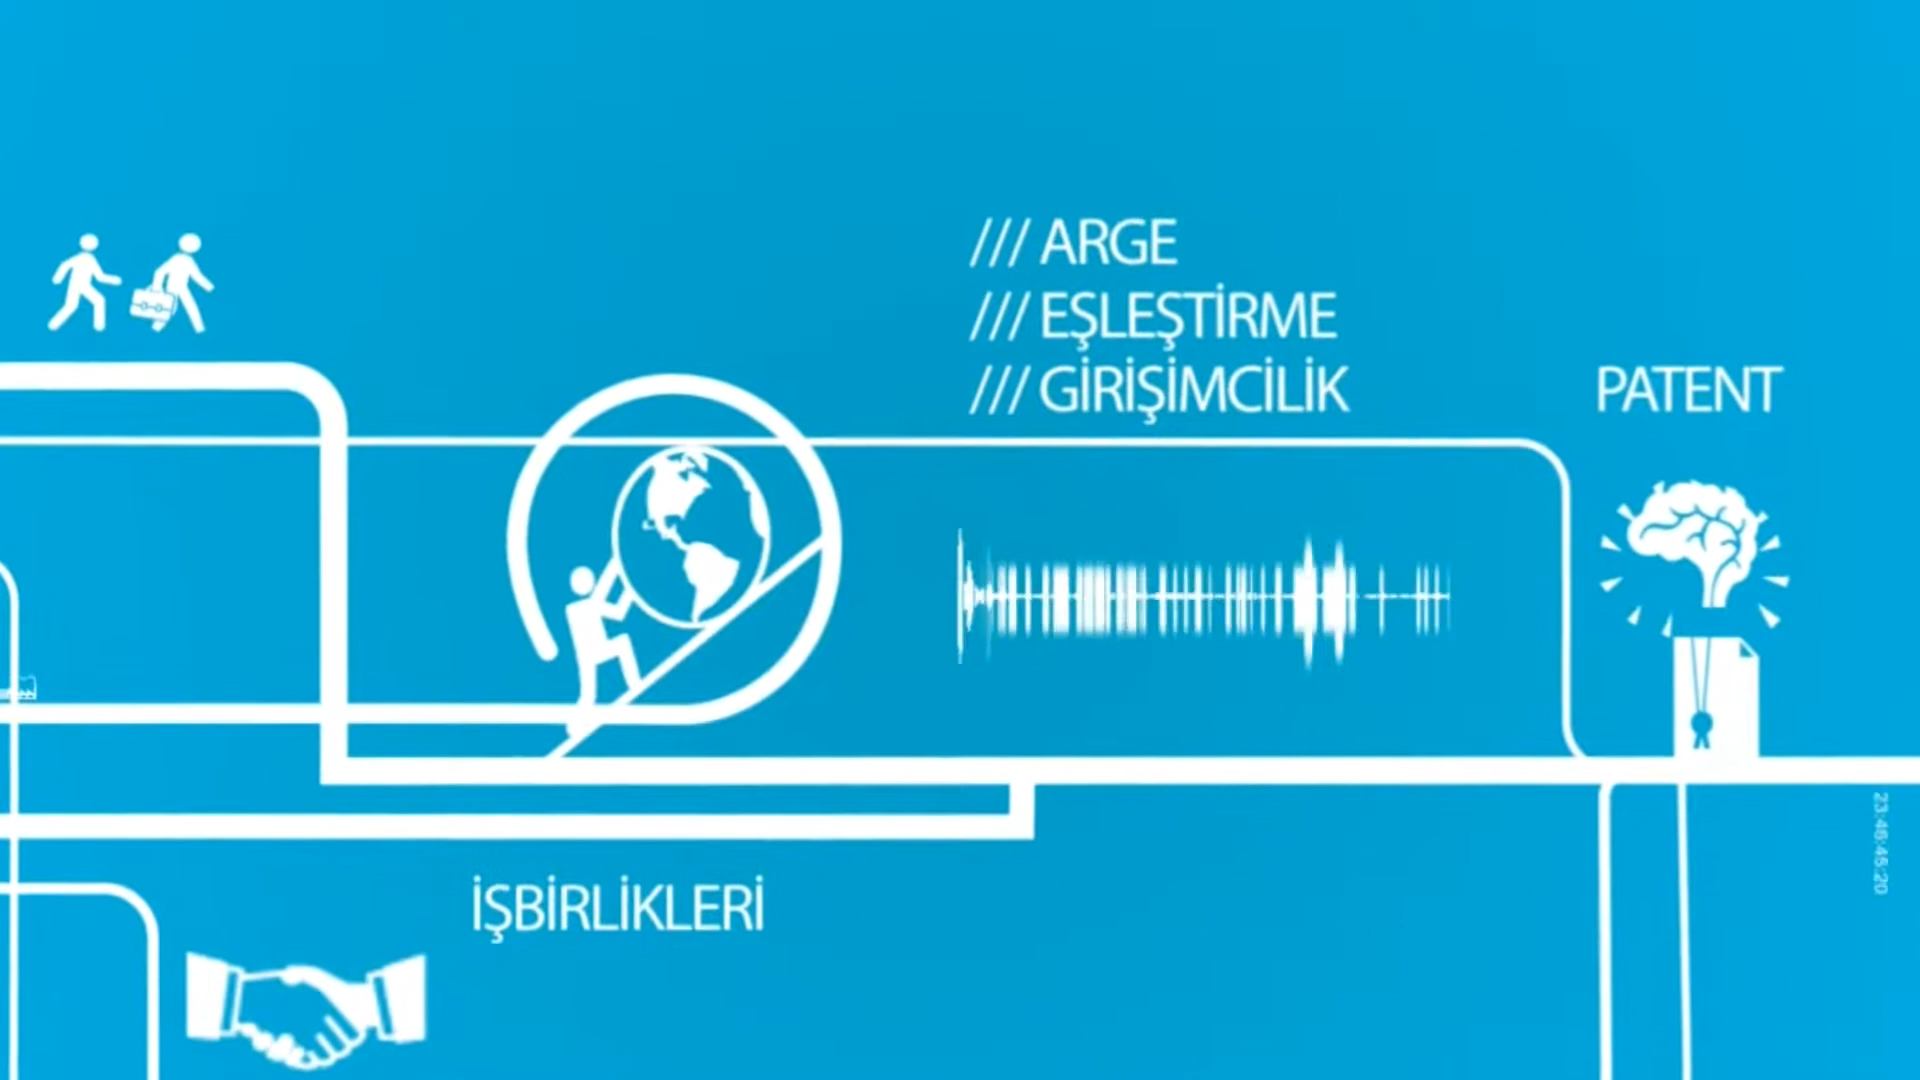 /// ARGE
/// EŞLEŞTİRME
/// GİRİŞİMCİLİK
PATENT
İŞBİRLİKLERİ